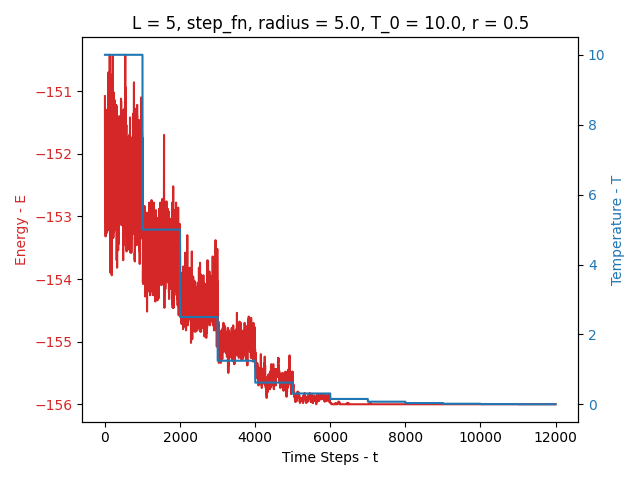 L = 5, step_fn, radius = 5.0, T_0 = 10.0, r = 0.5
Energy - E
−151
−152
−153
−154
−155
−156
10
8
6
4
2
0
Temperature - T
0 2000 4000 6000 8000 10000 12000
Time Steps - t